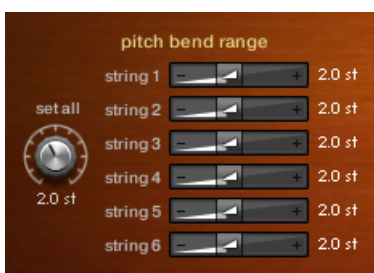 pitch bend range
string 1 - + 2.0 st
set all
string 2 - + 2.0 st
string 3 - + 2.0 st
string 4 - + 2.0 st
2.0 st
string 5 - + 2.0 st
string 6 - + 2.0 st